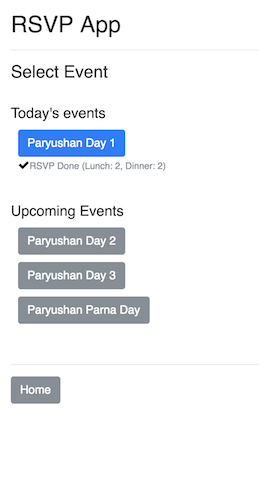 RSVP App
Select Event
Today's events
Paryushan Day 1
RSVP Done (Lunch: 2, Dinner: 2)
Upcoming Events
Paryushan Day 2
Paryushan Day 3
Paryushan Parna Day
Home